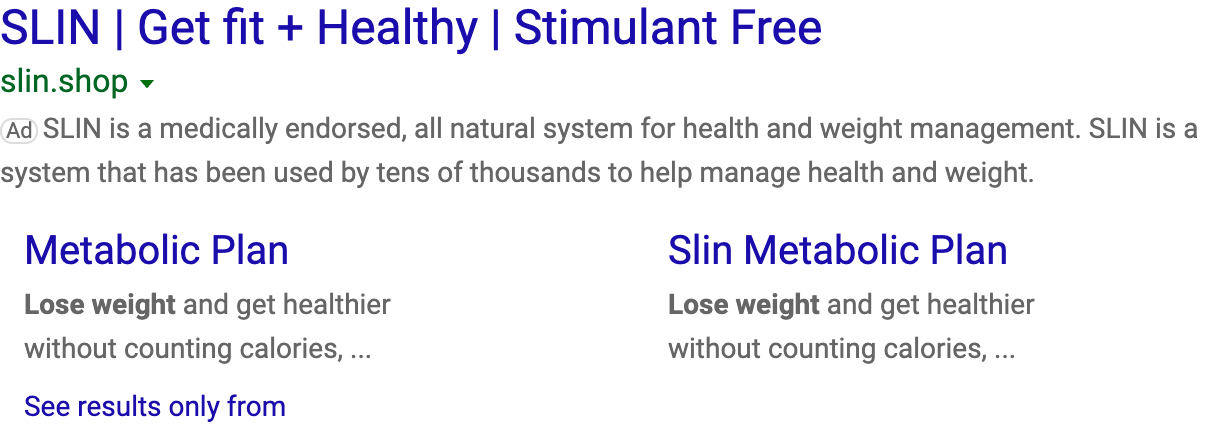 SLIN | Get fit + Healthy | Stimulant Free
slin.shop
Ad SLIN is a medically endorsed, all natural system for health and weight management. SLIN is a
system that has been used by tens of thousands to help manage health and weight.
Metabolic Plan
Lose weight and get healthier
without counting calories, ...
Slin Metabolic Plan
Lose weight and get healthier
without counting calories, ...
See results only from